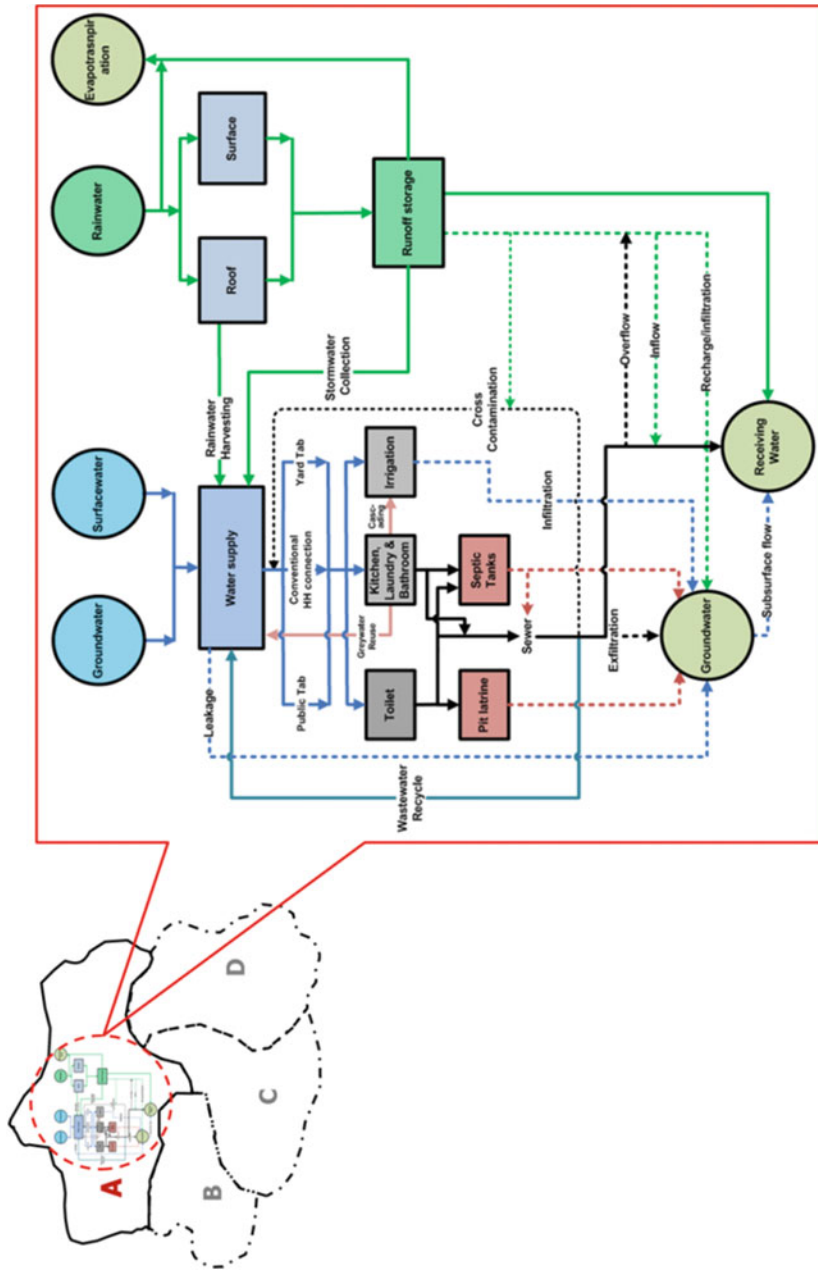 Groundwater
Surfacewater
Rainwater
Evapotrasnpir
ation
Roof
Surface
Rainwater
Harvesting
Water supply
Stormwater
Collection
Runoff storage
Leakage
Public Tab
Conventional
HH connection
Yard Tab
Greywater
Reuse
Casc-
ading
Toilet
Kitchen,
Laundry &
Bathroom
Irrigation
Cross
Contamination
Wastewater
Recycle
Pit latrine
Septic
Tanks
Sewer
Infiltration
Overflow
Inflow
Exfiltration
Recharge/infiltration
Groundwater
Subsurface flow
Receiving
Water
A
B
C
D